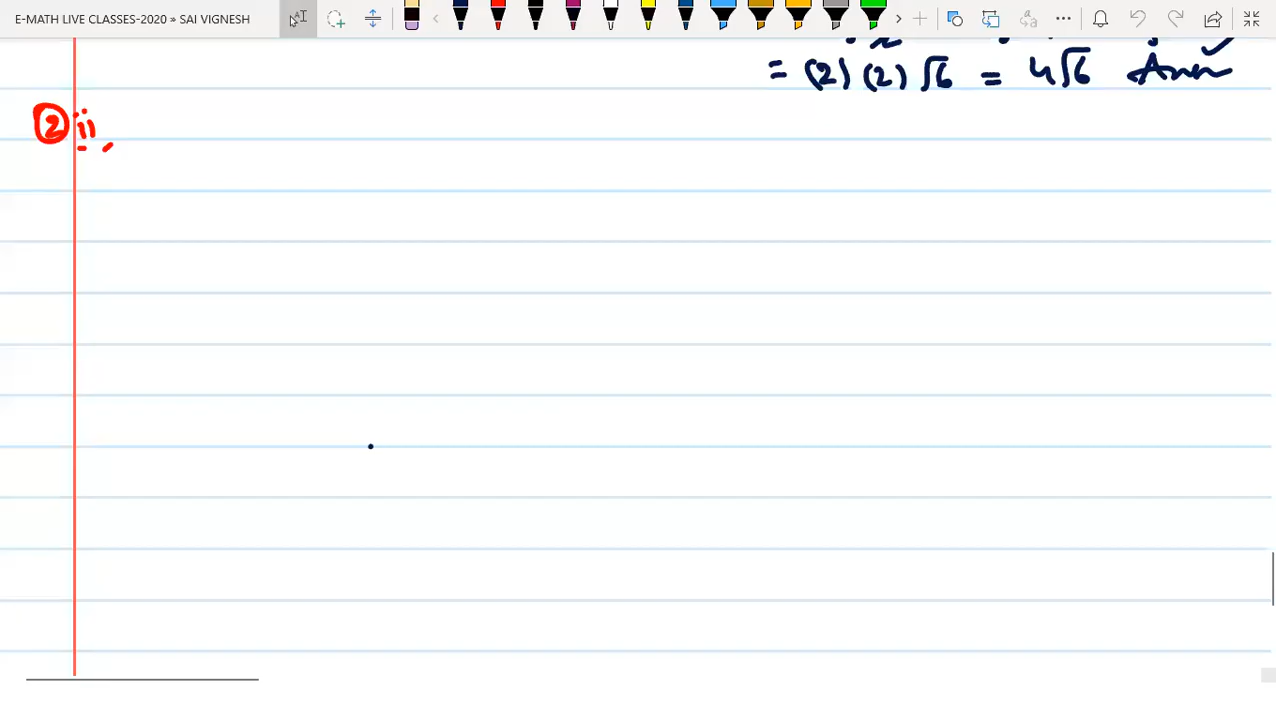 E-MATH LIVE CLASSES-2020 » SAI VIGNESH
= (2) (2) √6 = 4√6 Ans
② ii,